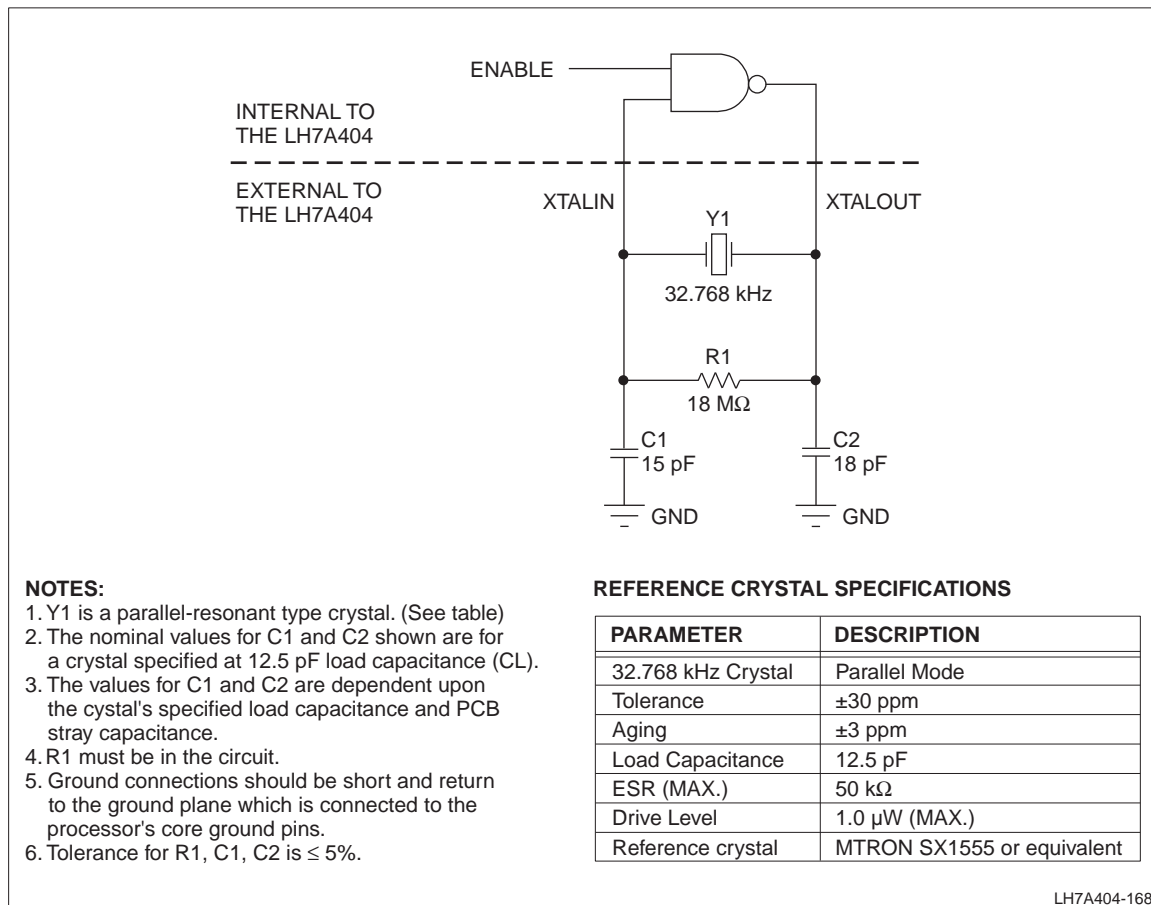 ENABLE
INTERNAL TO
THE LH7A404
EXTERNAL TO
THE LH7A404
XTALIN
XTALOUT
Y1
32.768 kHz
R1
18 MΩ
C1
15 pF
C2
18 pF
GND
GND
NOTES:
1. Y1 is a parallel-resonant type crystal. (See table)
2. The nominal values for C1 and C2 shown are for
a crystal specified at 12.5 pF load capacitance (CL).
3. The values for C1 and C2 are dependent upon
the cystal's specified load capacitance and PCB
stray capacitance.
4. R1 must be in the circuit.
5. Ground connections should be short and return
to the ground plane which is connected to the
processor's core ground pins.
6. Tolerance for R1, C1, C2 is ≤ 5%.
REFERENCE CRYSTAL SPECIFICATIONS
PARAMETER DESCRIPTION
32.768 kHz Crystal Parallel Mode
Tolerance ±30 ppm
Aging ±3 ppm
Load Capacitance 12.5 pF
ESR (MAX.) 50 kΩ
Drive Level 1.0 µW (MAX.)
Reference crystal MTRON SX1555 or equivalent
LH7A404-168